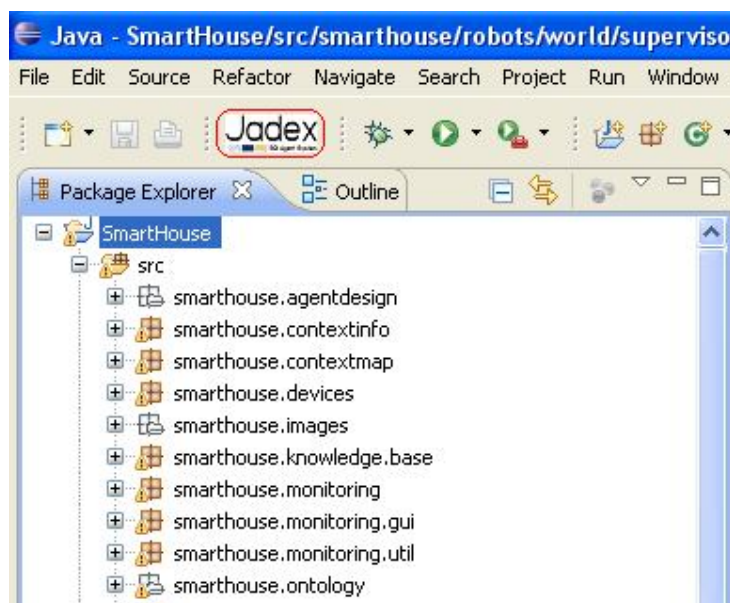 Java - SmartHouse/src/smarthouse/robots/world/superviso
File Edit Source Refactor Navigate Search Project Run Window
Jadex
Package Explorer Outline
SmartHouse
src
smarthouse.agentdesign
smarthouse.contextinfo
smarthouse.contextmap
smarthouse.devices
smarthouse.images
smarthouse.knowledge.base
smarthouse.monitoring
smarthouse.monitoring.gui
smarthouse.monitoring.util
smarthouse.ontology